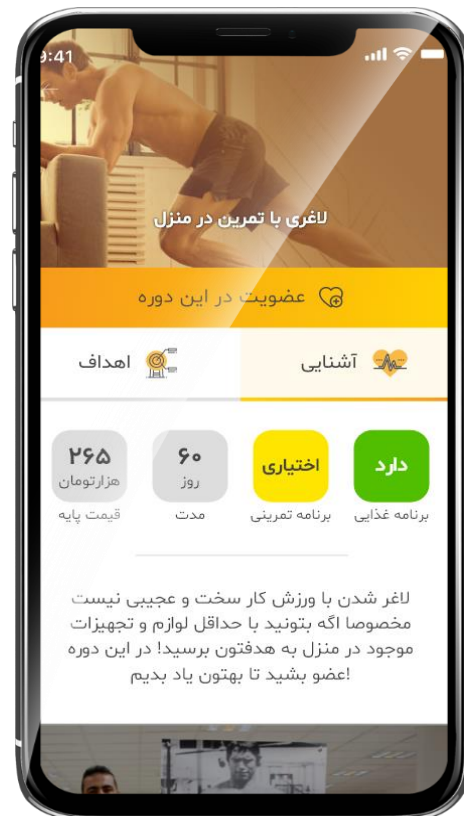 9:41
لاغری با تمرین در منزل
عضویت در این دوره
آشنایی
اهداف
دارد
برنامه غذایی
اختیاری
برنامه تمرینی
۶۰
روز
مدت
۲۶۵
هزارتومان
قیمت پایه
لاغر شدن با ورزش کار سخت و عجیبی نیست
مخصوصا اگه بتونید با حداقل لوازم و تجهیزات
موجود در منزل به هدفتون برسید! در این دوره
!عضو بشید تا بهتون یاد بدیم